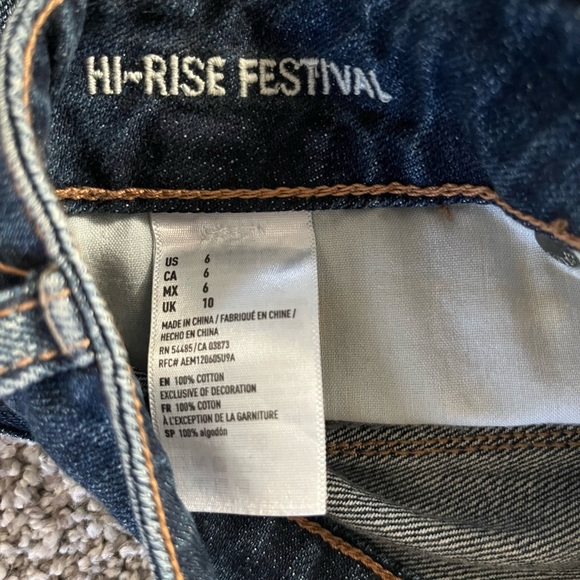 HI-RISE FESTIVAL
US 6
CA 6
MX 6
UK 10
MADE IN CHINA / FABRIQUÉ EN CHINE /
HECHO EN CHINA
RN 54485/CA 03873
RFC# AEM120605U9A
EN 100% COTTON
EXCLUSIVE OF DECORATION
FR 100% COTON
À L'EXCEPTION DE LA GARNITURE
SP 100% algodón